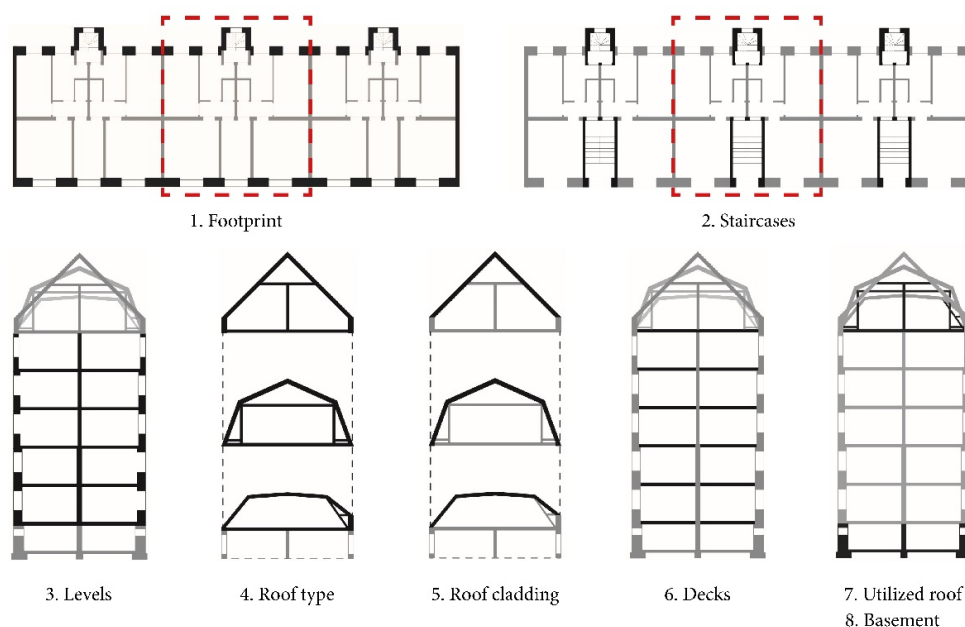 1. Footprint
2. Staircases
3. Levels
4. Roof type
5. Roof cladding
6. Decks
7. Utilized roof
8. Basement